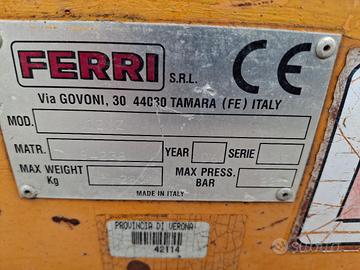 FERRI S.R.L. CE
Via GOVONI, 30 44030 TAMARA (FE) ITALY
MOD.
MATR. YEAR SERIE
MAX WEIGHT Kg MAX PRESS. BAR
MADE IN ITALY
PROVINCIA DI VERONA
42114
subito